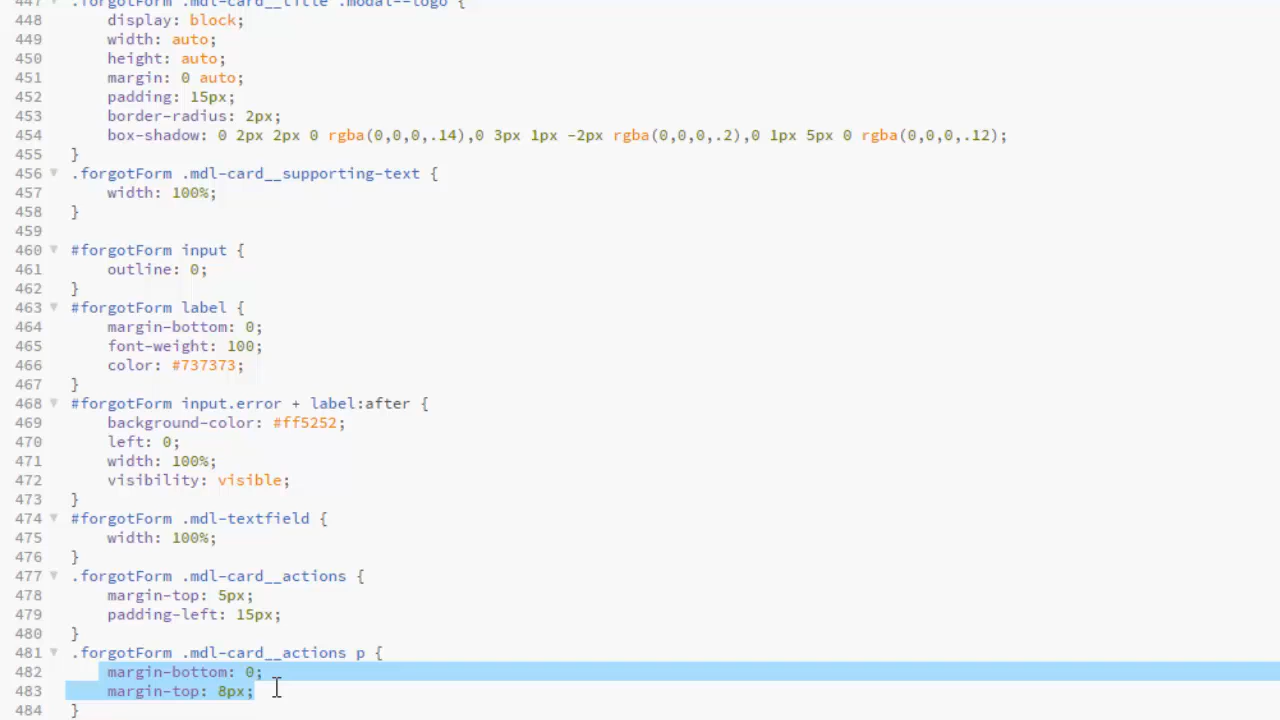 447 .forgotForm .mdl-card__title .modal--logo {
448 display: block;
449 width: auto;
450 height: auto;
451 margin: 0 auto;
452 padding: 15px;
453 border-radius: 2px;
454 box-shadow: 0 2px 2px 0 rgba(0,0,0,.14),0 3px 1px -2px rgba(0,0,0,.2),0 1px 5px 0 rgba(0,0,0,.12);
455 }
456 .forgotForm .mdl-card__supporting-text {
457 width: 100%;
458 }
459
460 #forgotForm input {
461 outline: 0;
462 }
463 #forgotForm label {
464 margin-bottom: 0;
465 font-weight: 100;
466 color: #737373;
467 }
468 #forgotForm input.error + label:after {
469 background-color: #ff5252;
470 left: 0;
471 width: 100%;
472 visibility: visible;
473 }
474 #forgotForm .mdl-textfield {
475 width: 100%;
476 }
477 .forgotForm .mdl-card__actions {
478 margin-top: 5px;
479 padding-left: 15px;
480 }
481 .forgotForm .mdl-card__actions p {
482 margin-bottom: 0;
483 margin-top: 8px;
484 }